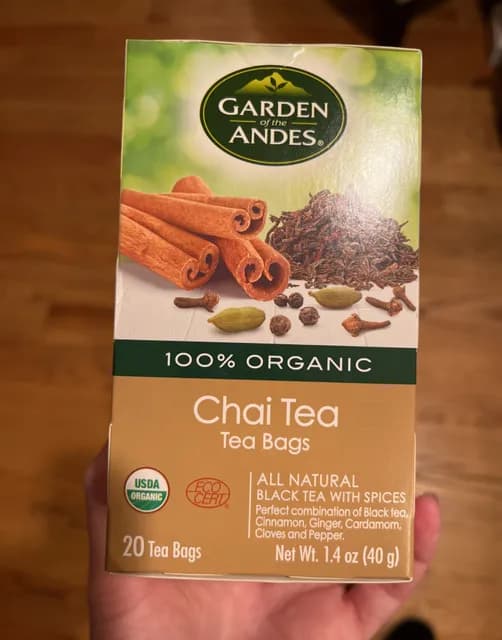 GARDEN
of the
ANDES®
100% ORGANIC
Chai Tea
Tea Bags
USDA
ORGANIC
ECO
CERT®
ALL NATURAL
BLACK TEA WITH SPICES
Perfect combination of Black tea,
Cinnamon, Ginger, Cardamom,
Cloves and Pepper.
20 Tea Bags
Net Wt. 1.4 oz (40 g)